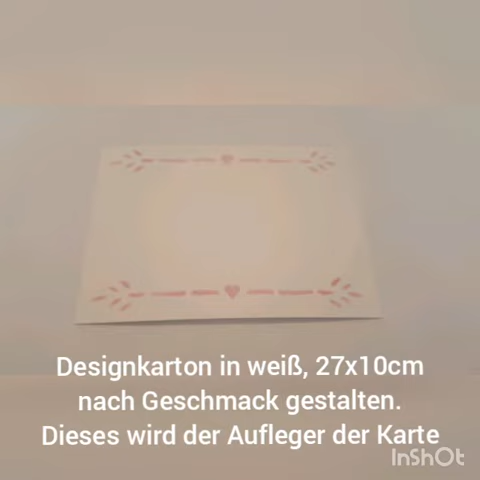 Designkarton in weiß, 27x10cm
nach Geschmack gestalten.
Dieses wird der Aufleger der Karte
InShOt